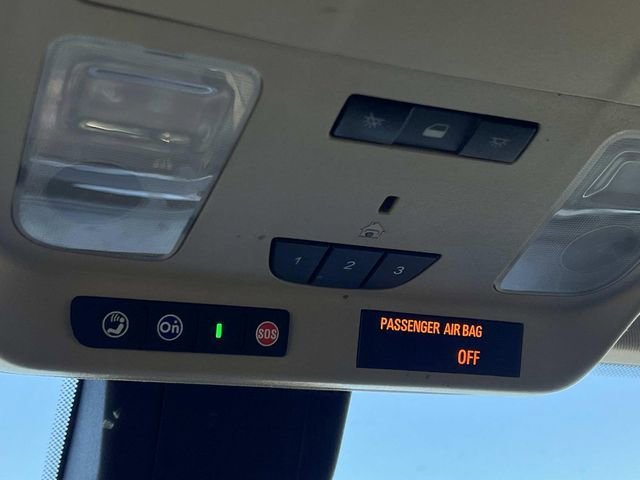 1 2 3
On
SOS
PASSENGER AIR BAG
OFF